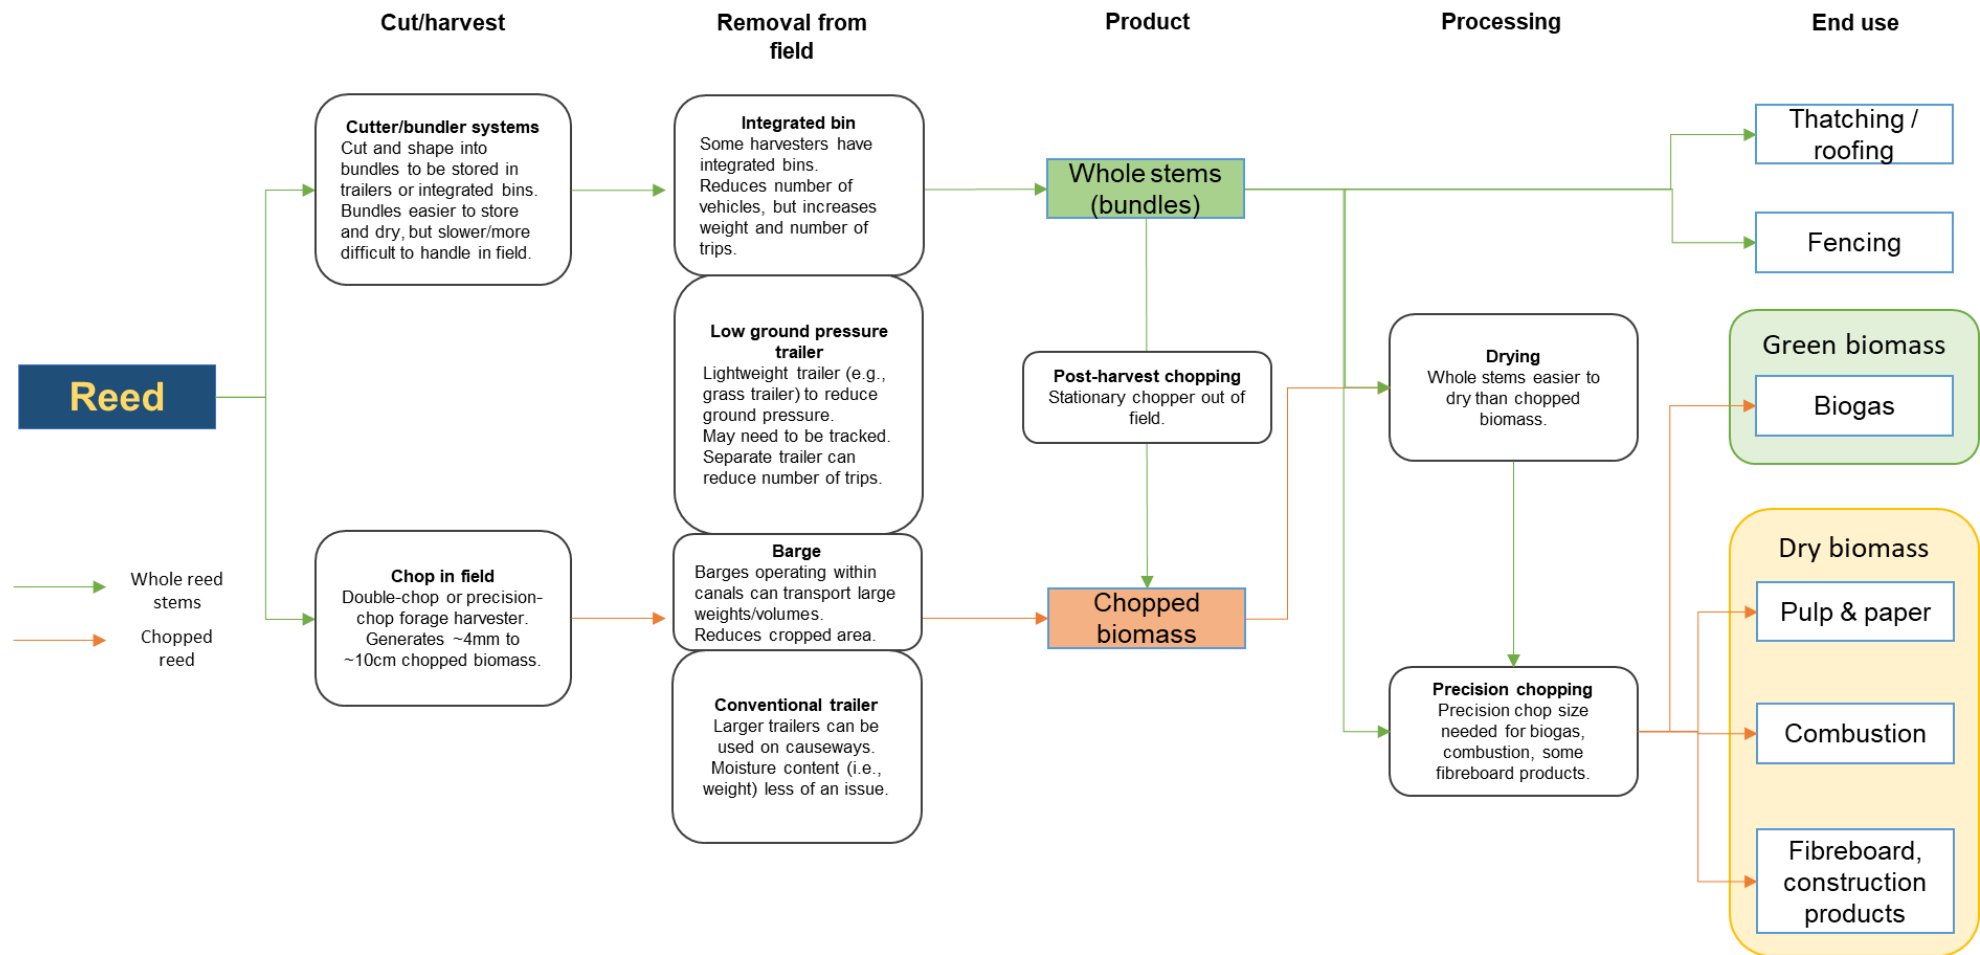 Cut/harvest
Removal from
field
Product
Processing
End use
Reed
Whole reed
stems
Chopped
reed
Cutter/bundler systems
Cut and shape into
bundles to be stored in
trailers or integrated bins.
Bundles easier to store
and dry, but slower/more
difficult to handle in field.
Chop in field
Double-chop or precision-
chop forage harvester.
Generates ~4mm to
~10cm chopped biomass.
Integrated bin
Some harvesters have
integrated bins.
Reduces number of
vehicles, but increases
weight and number of
trips.
Low ground pressure
trailer
Lightweight trailer (e.g.,
grass trailer) to reduce
ground pressure.
May need to be tracked.
Separate trailer can
reduce number of trips.
Barge
Barges operating within
canals can transport large
weights/volumes.
Reduces cropped area.
Conventional trailer
Larger trailers can be
used on causeways.
Moisture content (i.e.,
weight) less of an issue.
Whole stems
(bundles)
Post-harvest chopping
Stationary chopper out of
field.
Chopped
biomass
Drying
Whole stems easier to
dry than chopped
biomass.
Precision chopping
Precision chop size
needed for biogas,
combustion, some
fibreboard products.
Thatching /
roofing
Fencing
Green biomass
Biogas
Dry biomass
Pulp & paper
Combustion
Fibreboard,
construction
products